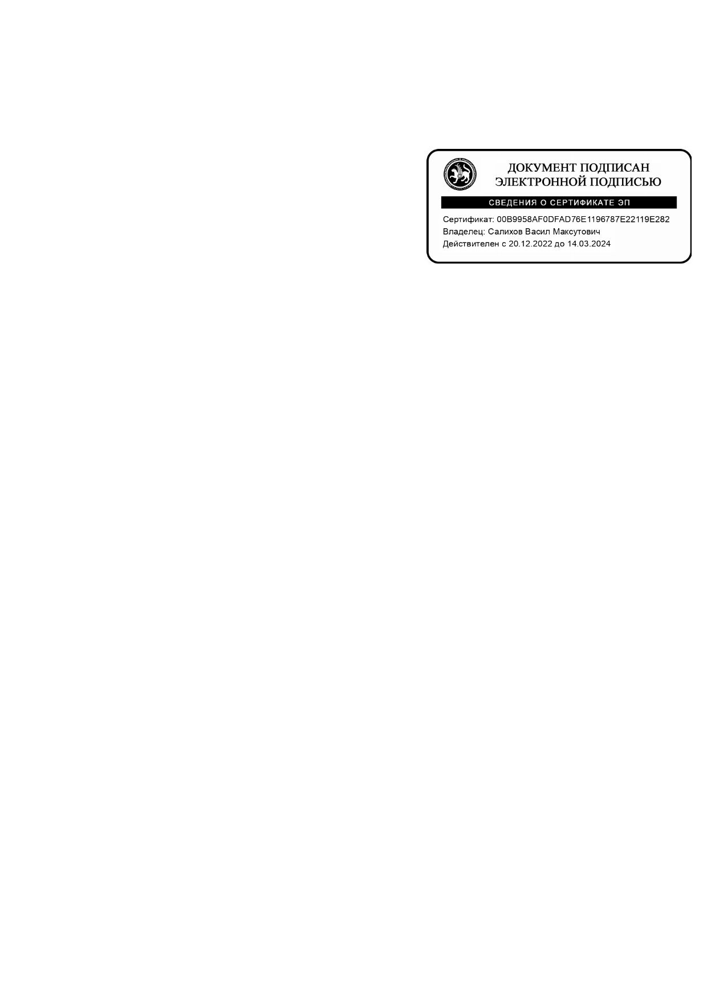 ДОКУМЕНТ ПОДПИСАН
ЭЛЕКТРОННОЙ ПОДПИСЬЮ
СВЕДЕНИЯ О СЕРТИФИКАТЕ ЭП
Сертификат: 00B9958AF0DFAD76E1196787E22119E282
Владелец: Салихов Васил Максутович
Действителен с 20.12.2022 до 14.03.2024